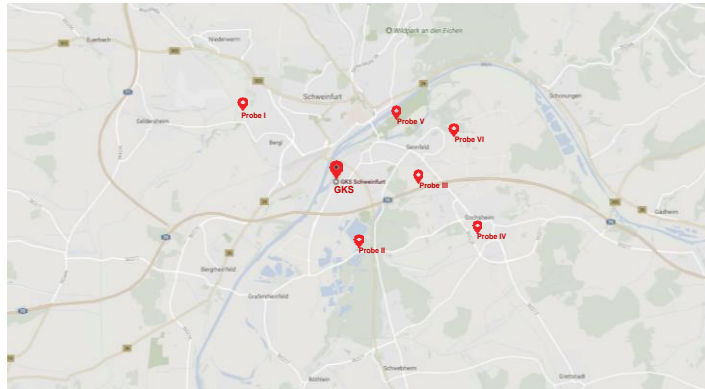 Euerbach
Niederwerrn
Wildpark an den Eichen
Schonungen
Schweinfurt
Geldersheim
Probe I
Probe V
Probe VI
Bergl
Sennfeld
GKS Schweinfurt
GKS
Probe III
Gochsheim
Gädheim
Probe IV
Probe II
Bergrheinfeld
Grafenrheinfeld
Röthlein
Schwebheim
Grettstadt